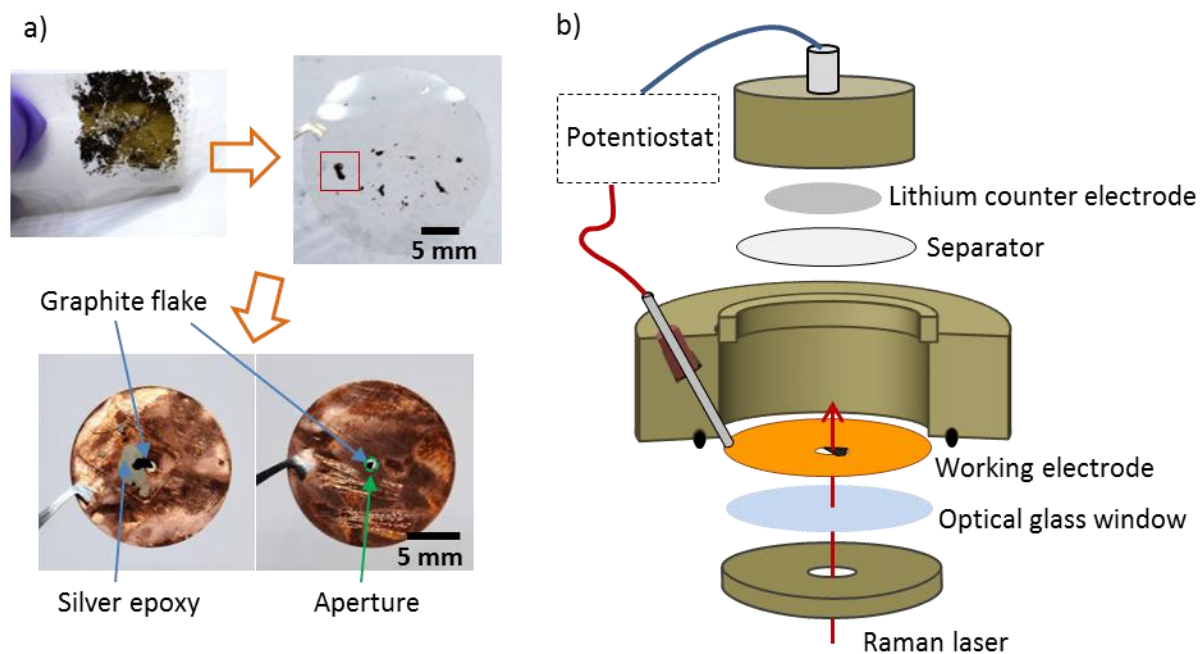 a)
5 mm
Graphite flake
5 mm
Silver epoxy
Aperture
b)
Potentiostat
Lithium counter electrode
Separator
Working electrode
Optical glass window
Raman laser